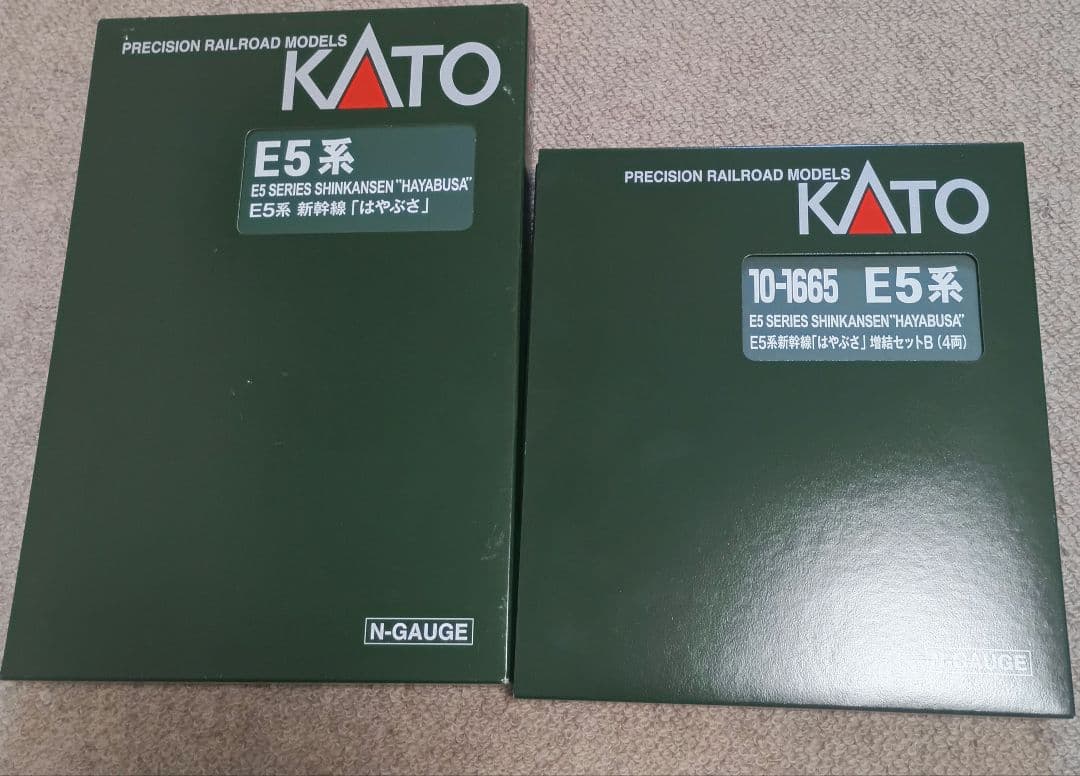 PRECISION RAILROAD MODELS
KATO
E5系
E5 SERIES SHINKANSEN "HAYABUSA"
E5系 新幹線「はやぶさ」
N-GAUGE
PRECISION RAILROAD MODELS
KATO
10-1665 E5系
E5 SERIES SHINKANSEN "HAYABUSA"
E5系新幹線「はやぶさ」増結セットB（4両）
N-GAUGE